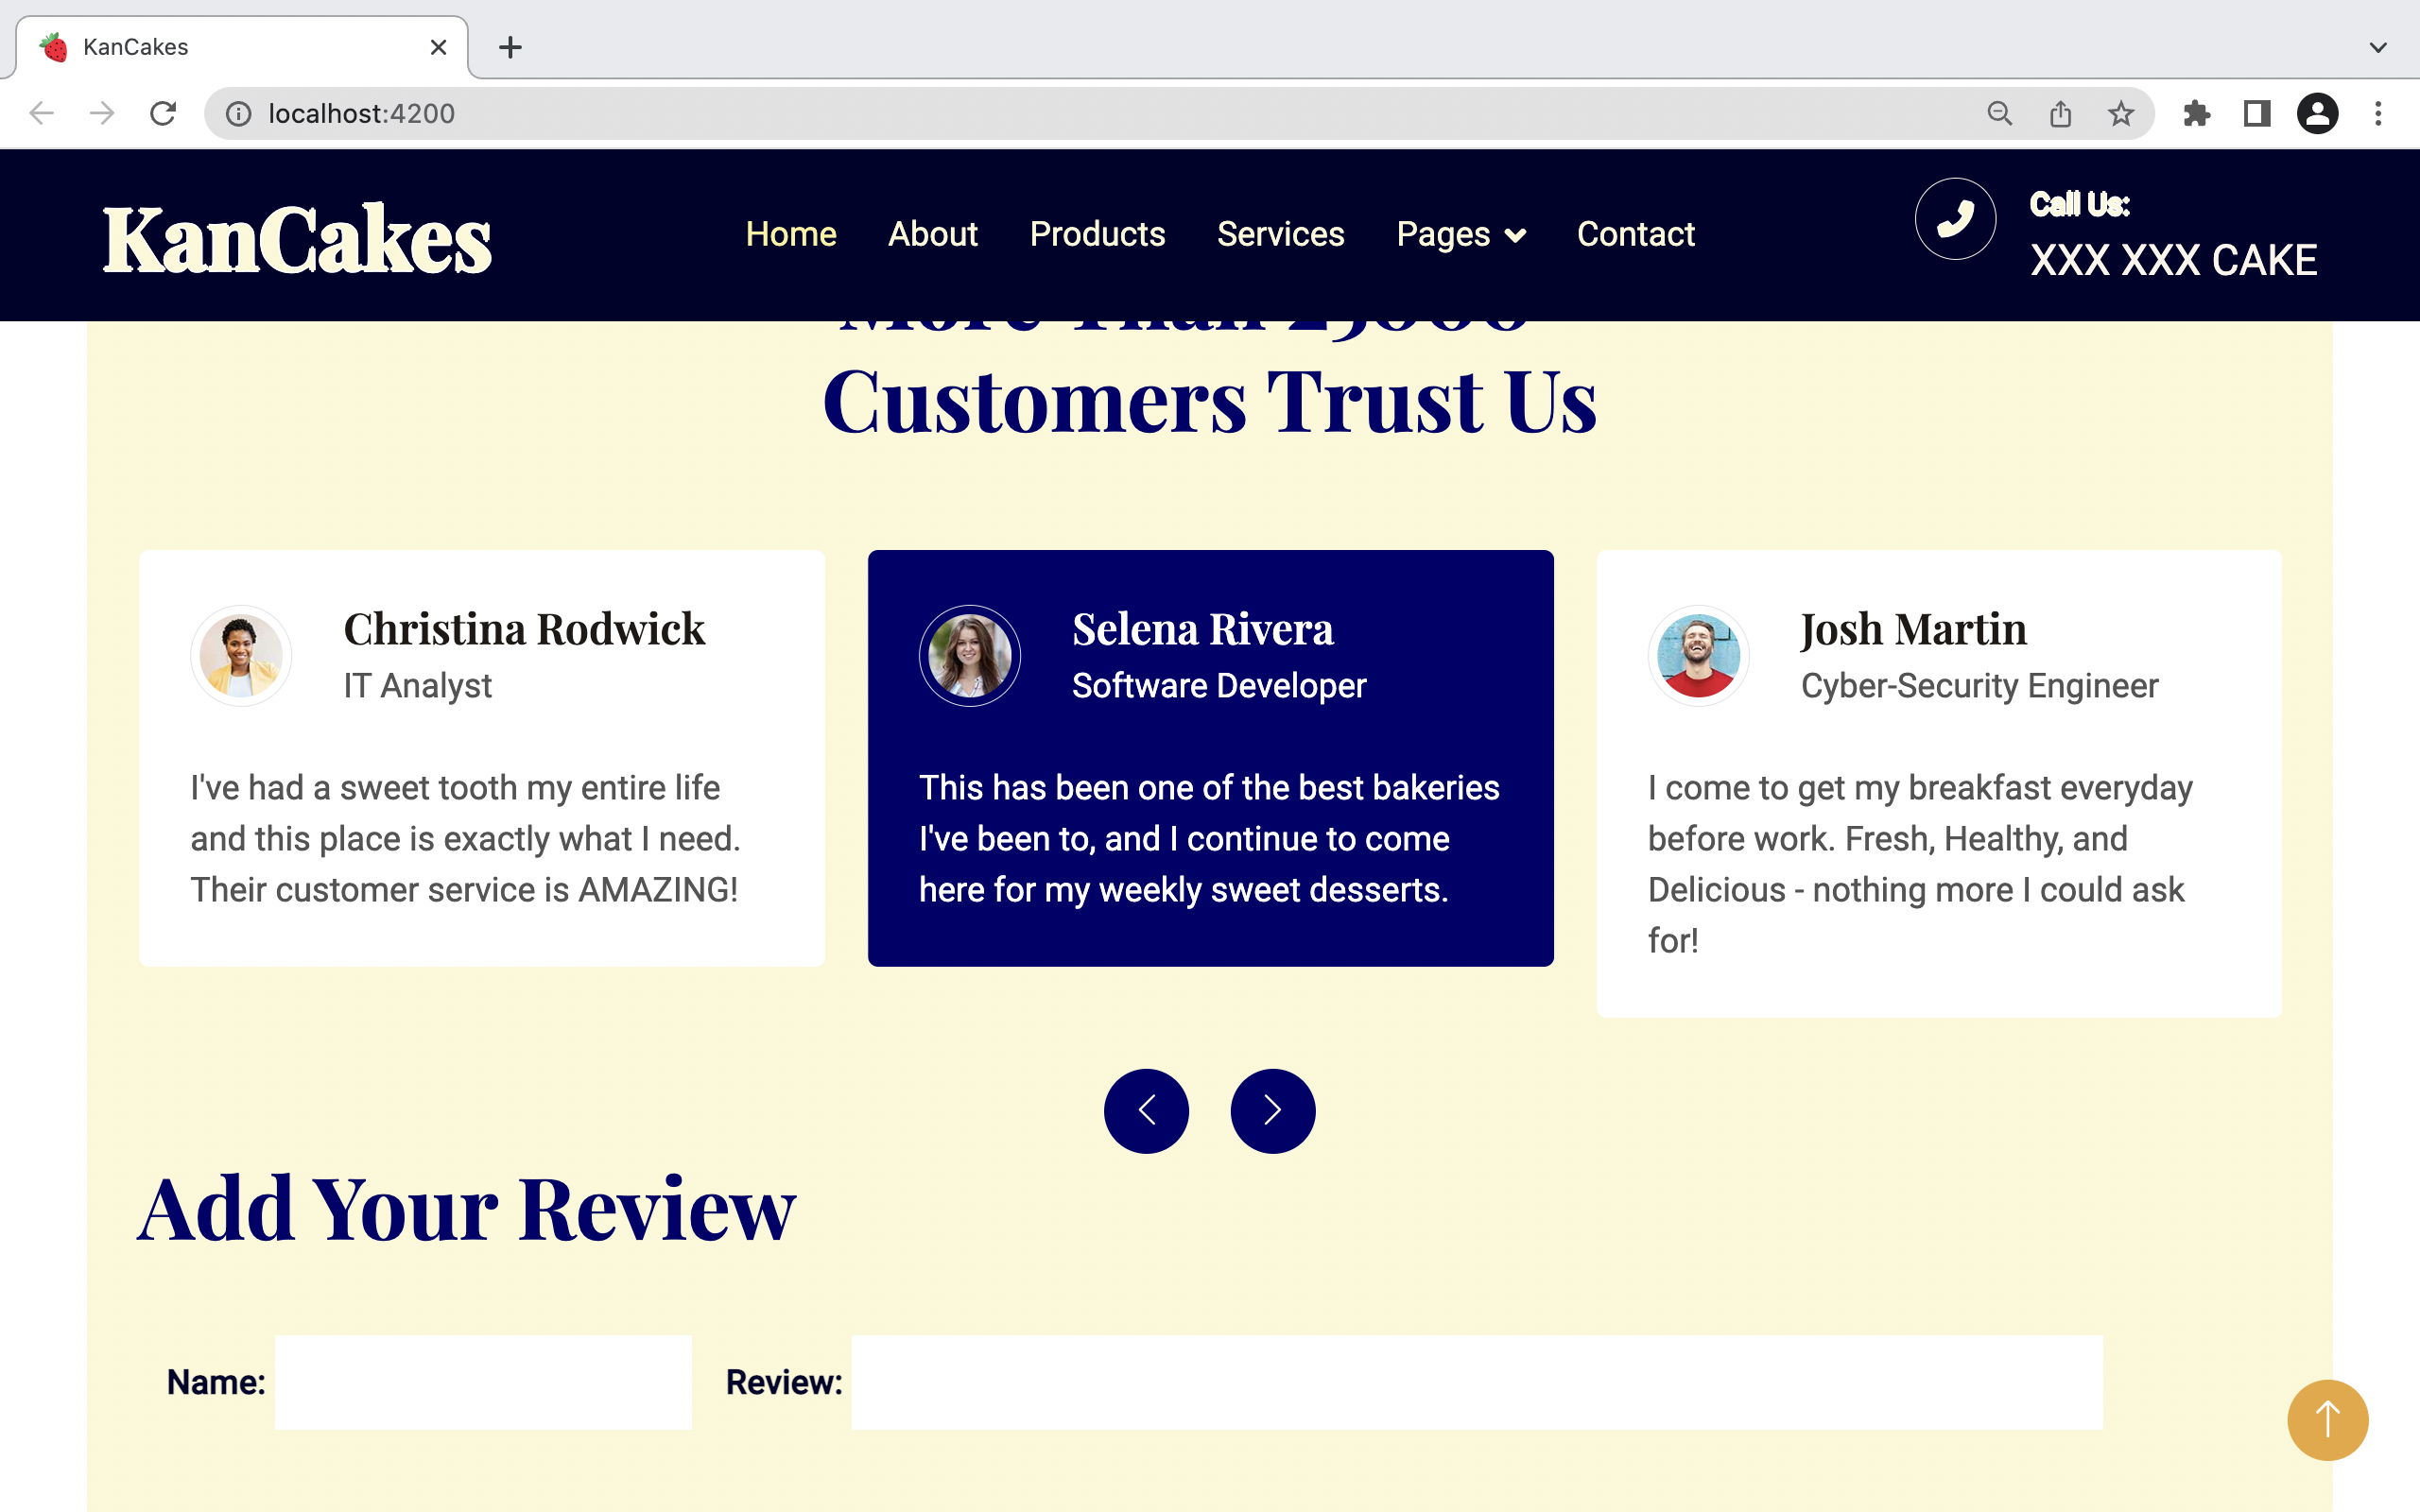 KanCakes
localhost:4200
KanCakes
Home About Products Services Pages Contact
Call Us:
XXX XXX CAKE
More Than 25000
Customers Trust Us
Christina Rodwick
IT Analyst
I've had a sweet tooth my entire life
and this place is exactly what I need.
Their customer service is AMAZING!
Selena Rivera
Software Developer
This has been one of the best bakeries
I've been to, and I continue to come
here for my weekly sweet desserts.
Josh Martin
Cyber-Security Engineer
I come to get my breakfast everyday
before work. Fresh, Healthy, and
Delicious - nothing more I could ask
for!
Add Your Review
Name:
Review: